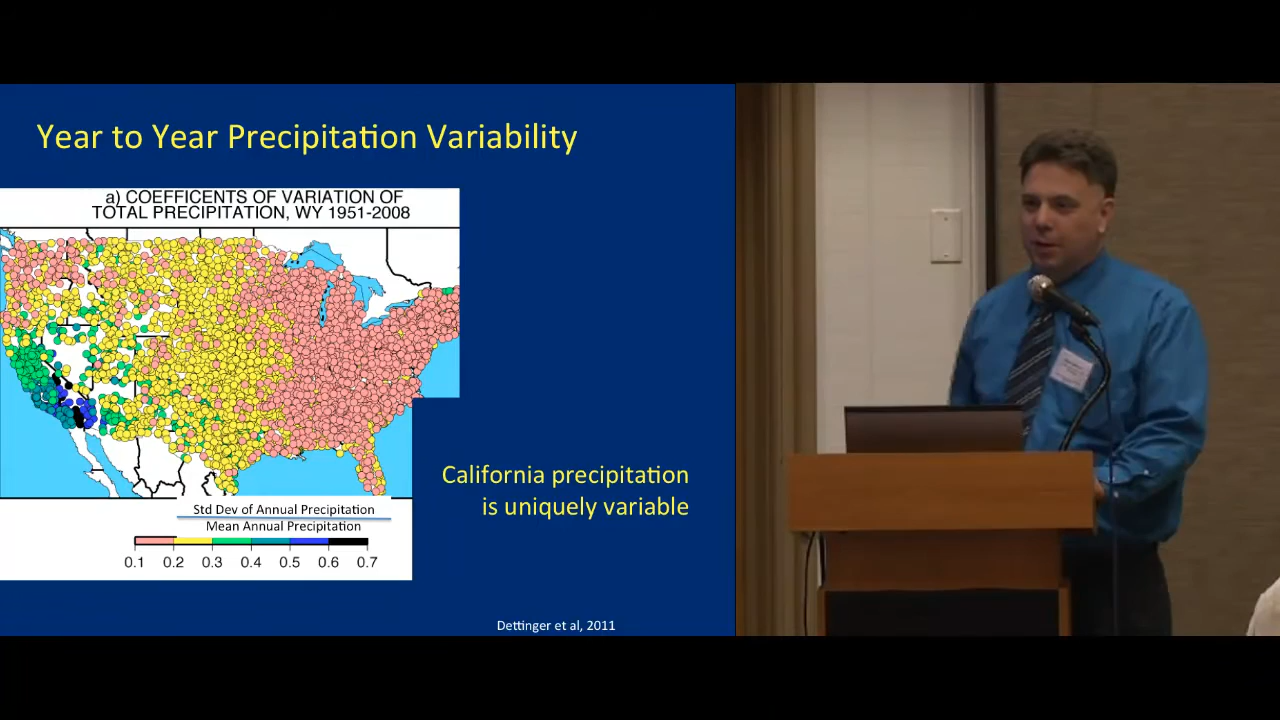 Year to Year Precipitation Variability
a) COEFFICENTS OF VARIATION OF
TOTAL PRECIPITATION, WY 1951-2008
California precipitation
is uniquely variable
Std Dev of Annual Precipitation
Mean Annual Precipitation
0.1 0.2 0.3 0.4 0.5 0.6 0.7
Dettinger et al, 2011